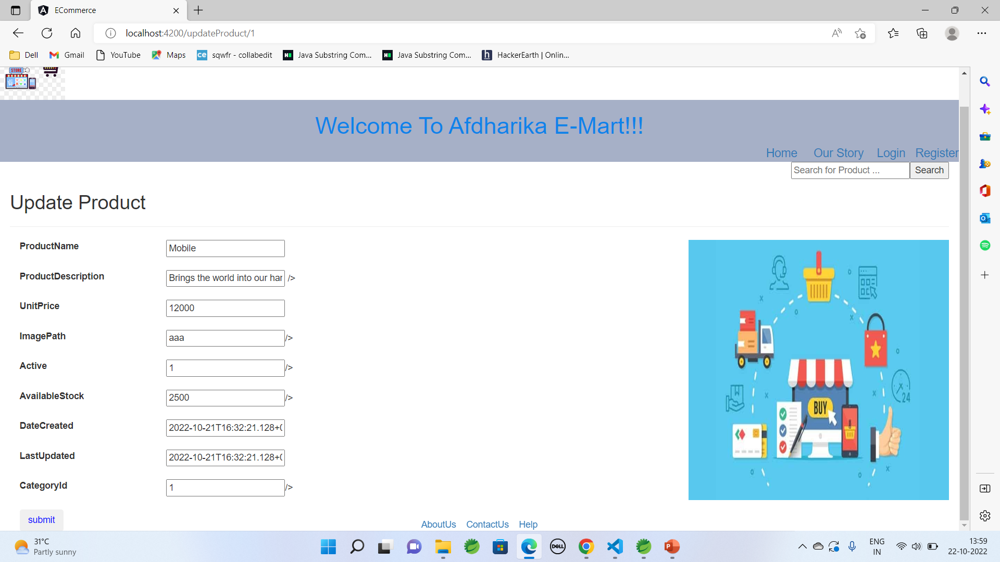 ECommerce
localhost:4200/updateProduct/1
Dell Gmail YouTube Maps sqwfr - collabedit Java Substring Com... Java Substring Com... HackerEarth | Onlin...
STORE
Welcome To Afdharika E-Mart!!!
Home Our Story Login Register
Search for Product ... Search
Update Product
ProductName Mobile
ProductDescription Brings the world into our har />
UnitPrice 12000
ImagePath aaa />
Active 1 />
AvailableStock 2500 />
DateCreated 2022-10-21T16:32:21.128+0
LastUpdated 2022-10-21T16:32:21.128+0
CategoryId 1 />
BUY
24
submit
AboutUs ContactUs Help
31°C
Partly sunny
DELL
ENG
IN
13:59
22-10-2022